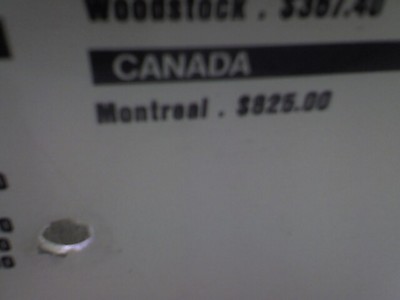 Woodstock . $367.40
CANADA
Montreal . $825.00